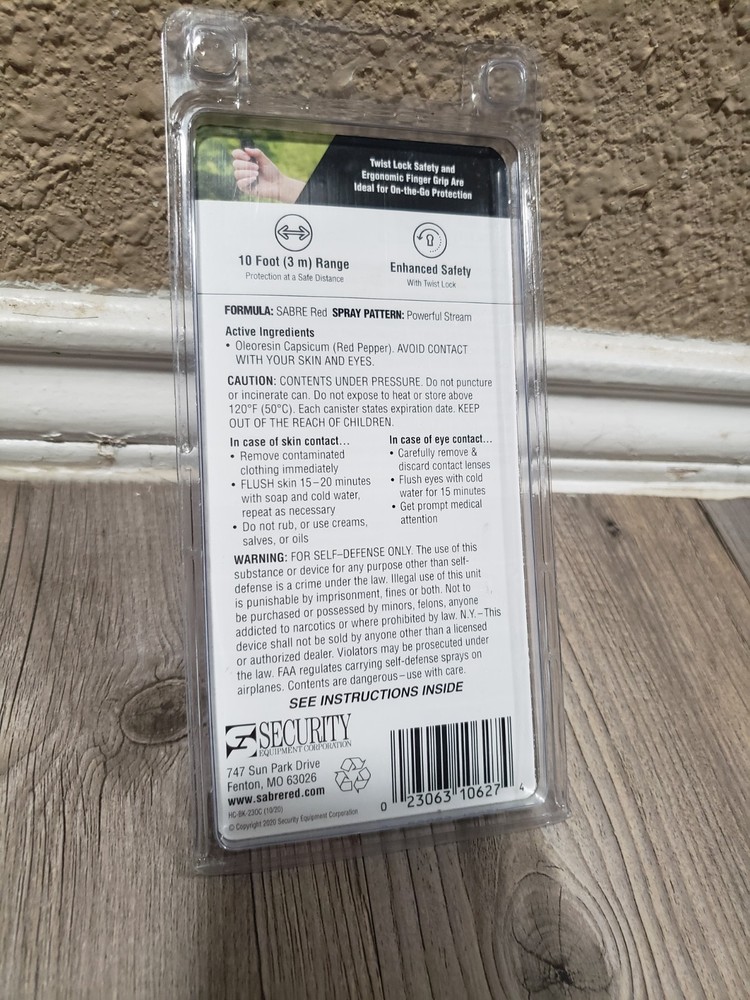 Twist Lock Safety and
Ergonomic Finger Grip Are
Ideal for On-the-Go Protection
10 Foot (3 m) Range
Protection at a Safe Distance
Enhanced Safety
With Twist Lock
FORMULA: SABRE Red SPRAY PATTERN: Powerful Stream
Active Ingredients
• Oleoresin Capsicum (Red Pepper). AVOID CONTACT
WITH YOUR SKIN AND EYES.
CAUTION: CONTENTS UNDER PRESSURE. Do not puncture
or incinerate can. Do not expose to heat or store above
120°F (50°C). Each canister states expiration date. KEEP
OUT OF THE REACH OF CHILDREN.
In case of skin contact...
• Remove contaminated
clothing immediately
• FLUSH skin 15–20 minutes
with soap and cold water,
repeat as necessary
• Do not rub, or use creams,
salves, or oils
In case of eye contact...
• Carefully remove &
discard contact lenses
• Flush eyes with cold
water for 15 minutes
• Get prompt medical
attention
WARNING: FOR SELF–DEFENSE ONLY. The use of this
substance or device for any purpose other than self-
defense is a crime under the law. Illegal use of this unit
is punishable by imprisonment, fines or both. Not to
be purchased or possessed by minors, felons, anyone
addicted to narcotics or where prohibited by law. N.Y.–This
device shall not be sold by anyone other than a licensed
or authorized dealer. Violators may be prosecuted under
the law. FAA regulates carrying self-defense sprays on
airplanes. Contents are dangerous–use with care.
SEE INSTRUCTIONS INSIDE
SECURITY
EQUIPMENT CORPORATION
747 Sun Park Drive
Fenton, MO 63026
www.sabrered.com
HC-BK-23OC (10/20)
© Copyright 2020 Security Equipment Corporation
0 23063 10627 4